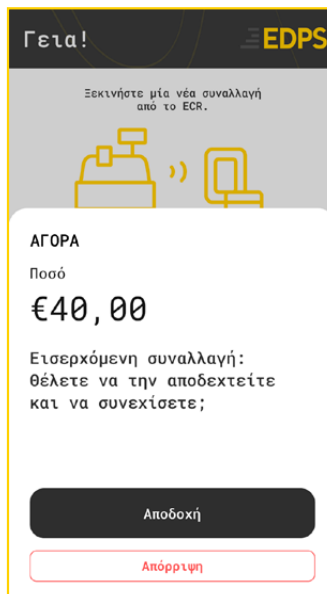 Γεια!
EDPS
Ξεκινήστε μία νέα συναλλαγή
από το ECR.
ΑΓΟΡΑ
Ποσό
€40,00
Εισερχόμενη συναλλαγή:
Θέλετε να την αποδεχτείτε
και να συνεχίσετε;
Αποδοχή
Απόρριψη